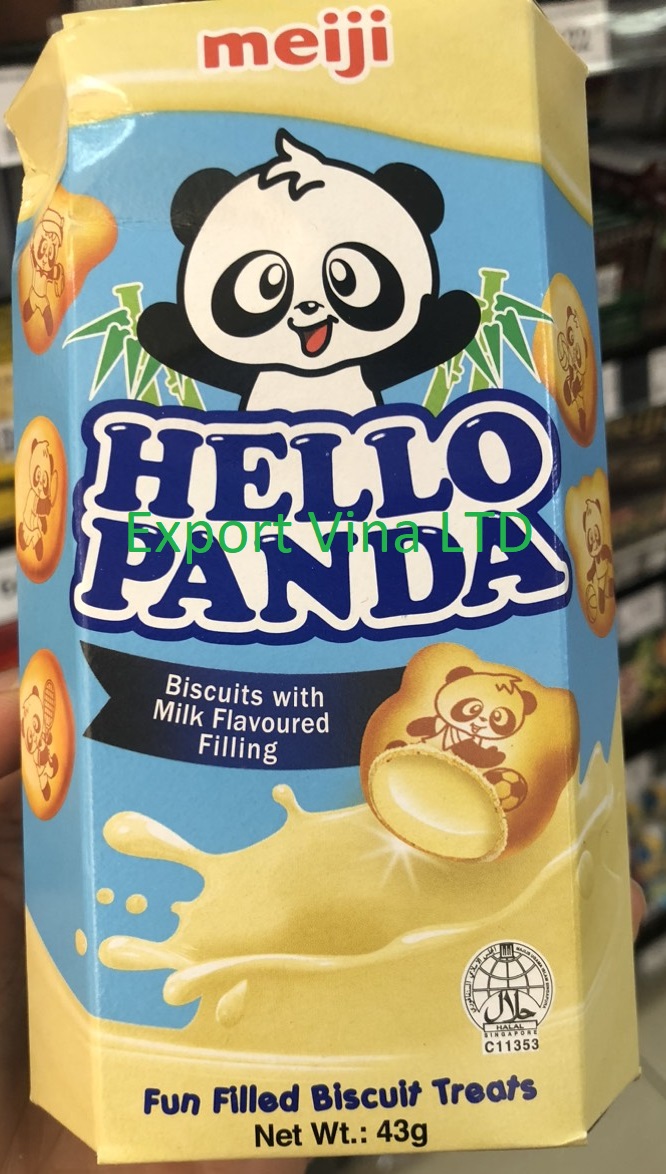 meiji
HELLO
PANDA
Export Vina LTD
Biscuits with
Milk Flavoured
Filling
حلال
HALAL
SINGAPORE
C11353
Fun Filled Biscuit Treats
Net Wt.: 43g